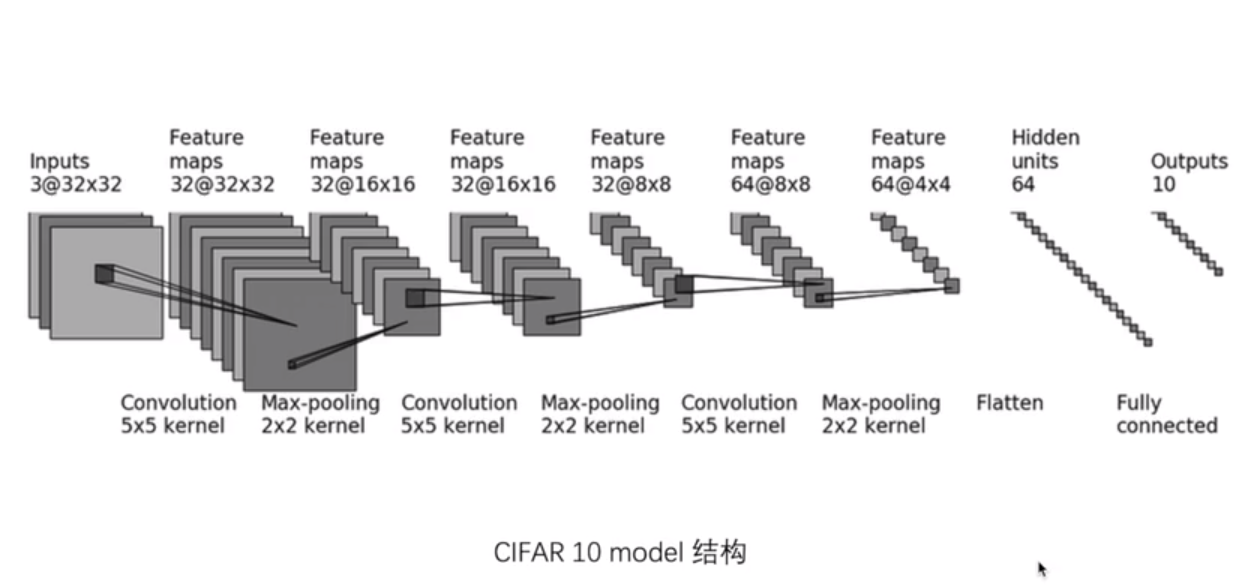 Inputs
3@32x32
Feature
maps
32@32x32
Feature
maps
32@16x16
Feature
maps
32@16x16
Feature
maps
32@8x8
Feature
maps
64@8x8
Feature
maps
64@4x4
Hidden
units
64
Outputs
10
Convolution
5x5 kernel
Max-pooling
2x2 kernel
Convolution
5x5 kernel
Max-pooling
2x2 kernel
Convolution
5x5 kernel
Max-pooling
2x2 kernel
Flatten
Fully
connected
CIFAR 10 model 结构